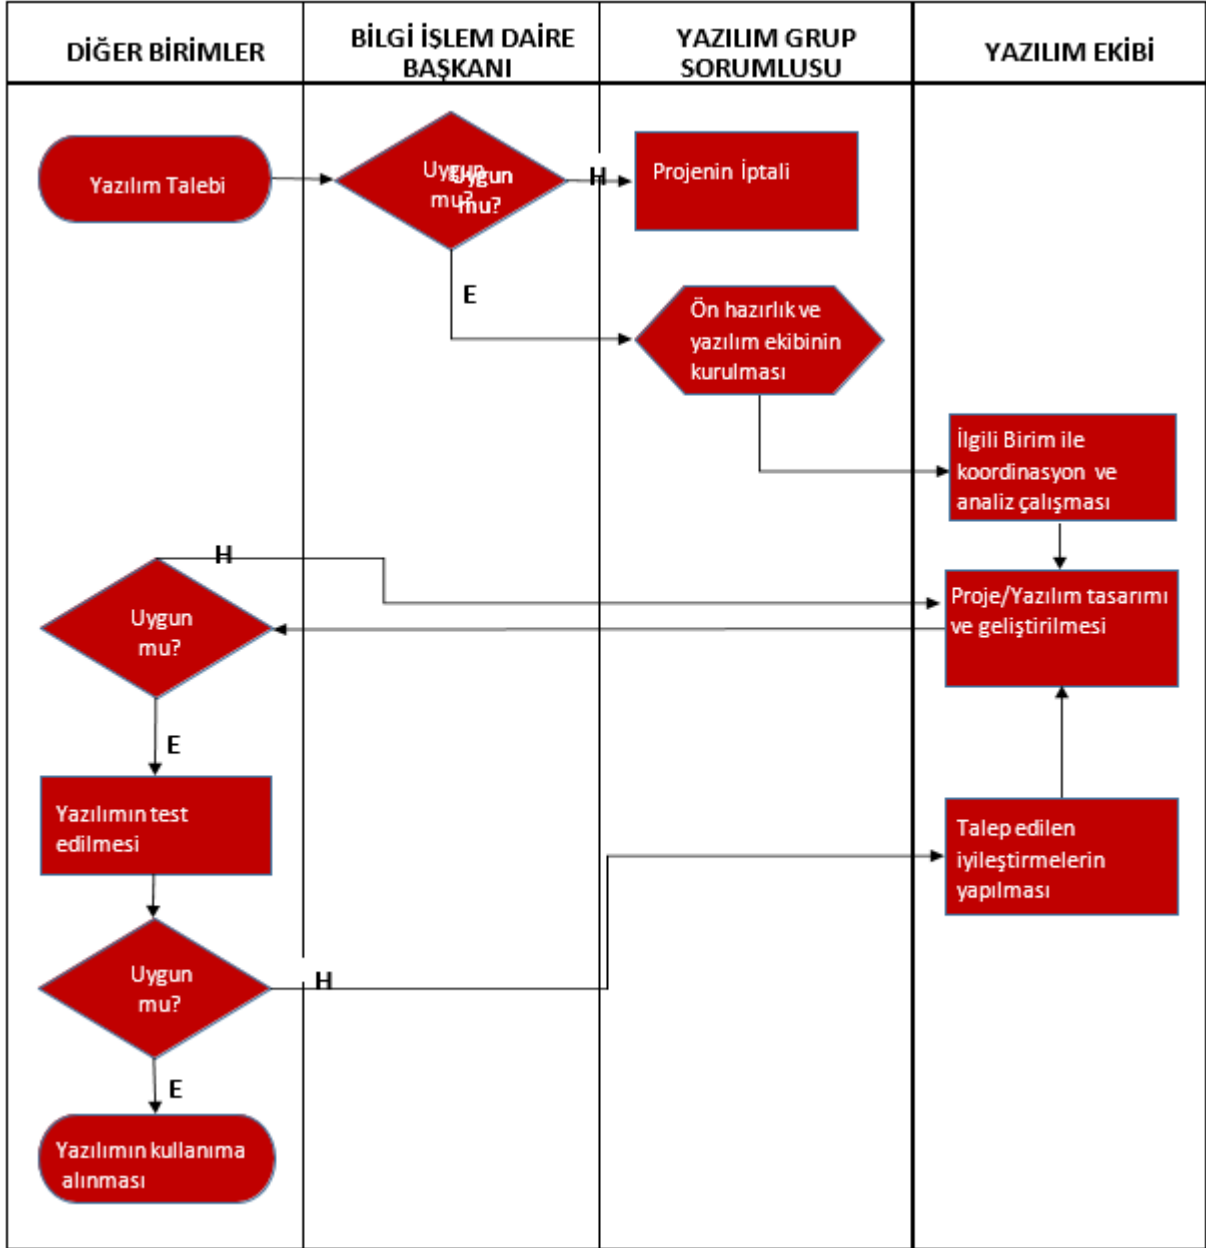 DİĞER BİRİMLER
BİLGİ İŞLEM DAİRE
BAŞKANI
YAZILIM GRUP
SORUMLUSU
YAZILIM EKİBİ
Yazılım Talebi
Uygun
mu?
Uygun
mu?
H
Projenin İptali
E
Ön hazırlık ve
yazılım ekibinin
kurulması
İlgili Birim ile
koordinasyon ve
analiz çalışması
H
Uygun
mu?
Proje/Yazılım tasarımı
ve geliştirilmesi
E
Yazılımın test
edilmesi
Talep edilen
iyileştirmelerin
yapılması
Uygun
mu?
H
E
Yazılımın kullanıma
alınması